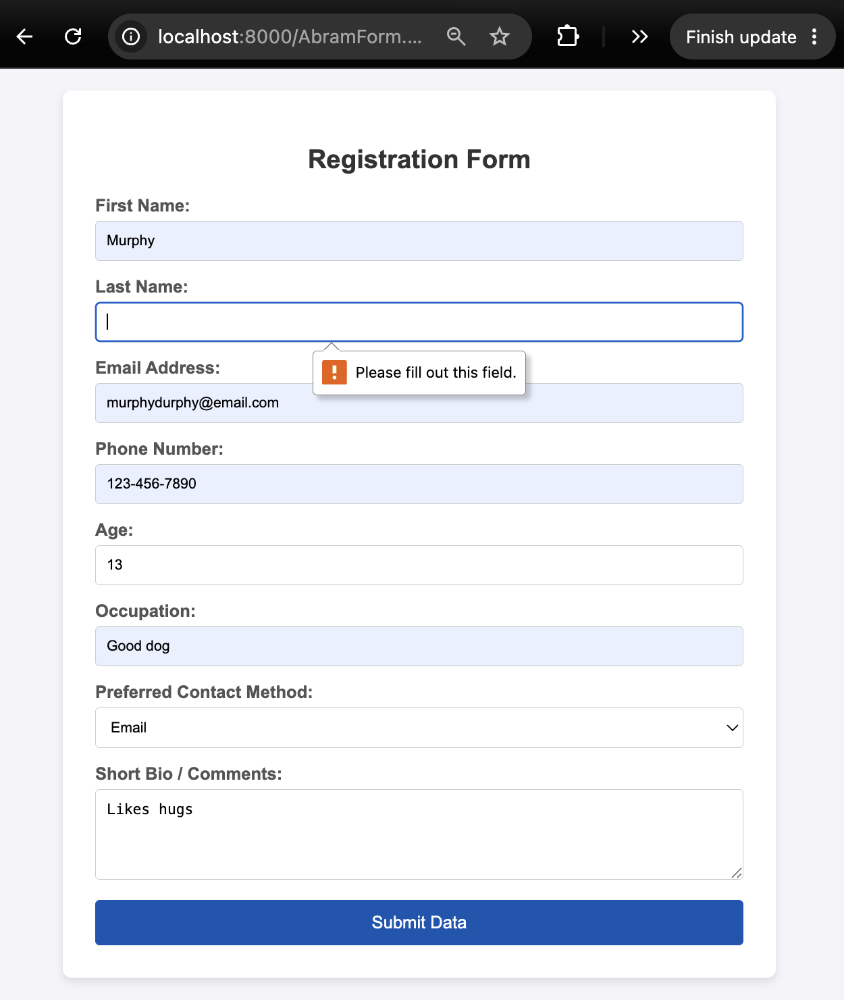 localhost:8000/AbramForm....
Finish update
Registration Form
First Name:
Murphy
Last Name:
Please fill out this field.
Email Address:
murphydurphy@email.com
Phone Number:
123-456-7890
Age:
13
Occupation:
Good dog
Preferred Contact Method:
Email
Short Bio / Comments:
Likes hugs
Submit Data